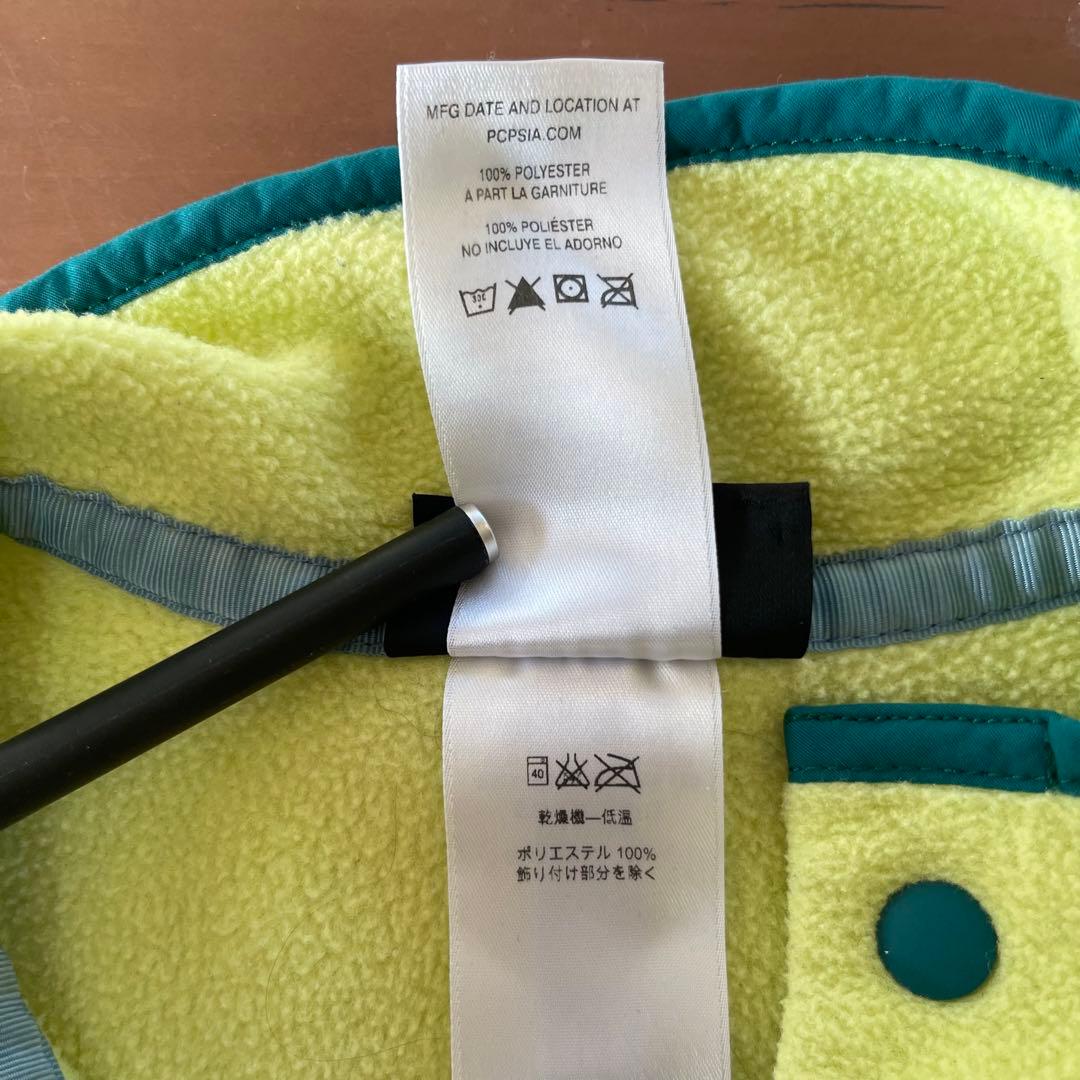 MFG DATE AND LOCATION AT
PCPSIA.COM
100% POLYESTER
A PART LA GARNITURE
100% POLIÉSTER
NO INCLUYE EL ADORNO
30C
40
乾燥機—低温
ポリエステル 100%
飾り付け部分を除く